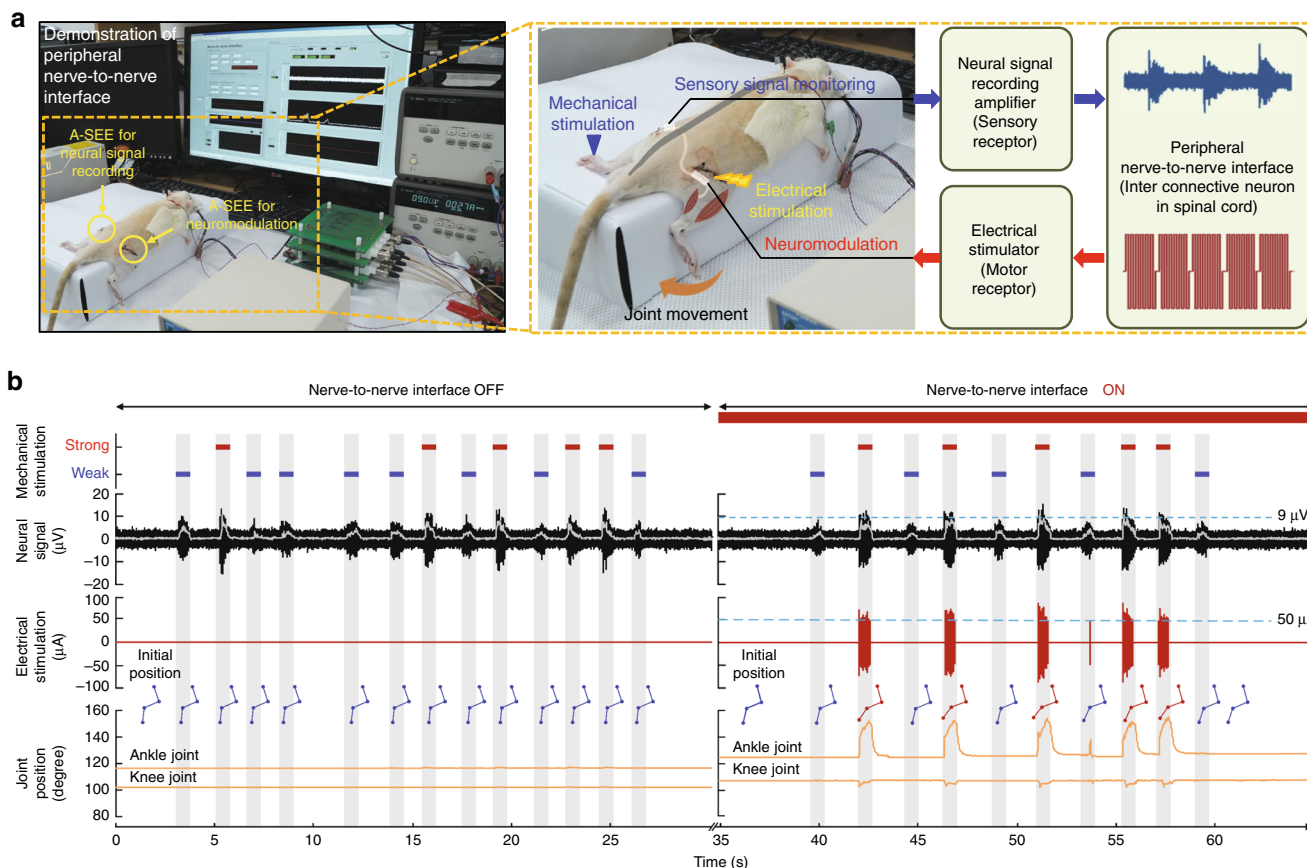 a
Demonstration of
peripheral
nerve-to-nerve
interface
A-SEE for
neural signal
recording
A-SEE for
neuromodulation
Sensory signal monitoring
Mechanical
stimulation
Electrical
stimulation
Neuromodulation
Joint movement
Neural signal
recording
amplifier
(Sensory
receptor)
Electrical
stimulator
(Motor
receptor)
Peripheral
nerve-to-nerve interface
(Inter connective neuron
in spinal cord)
b
Nerve-to-nerve interface OFF
Nerve-to-nerve interface ON
Mechanical
stimulation
Strong
Weak
Neural
signal
(μV)
20
10
0
−10
−20
9 μV
Electrical
stimulation
(μA)
100
50
0
−50
−100
50 μ
Initial
position
Initial
position
Joint
position
(degree)
160
140
120
100
80
Ankle joint
Knee joint
Ankle joint
Knee joint
0 5 10 15 20 25 30 35 40 45 50 55 60
Time (s)